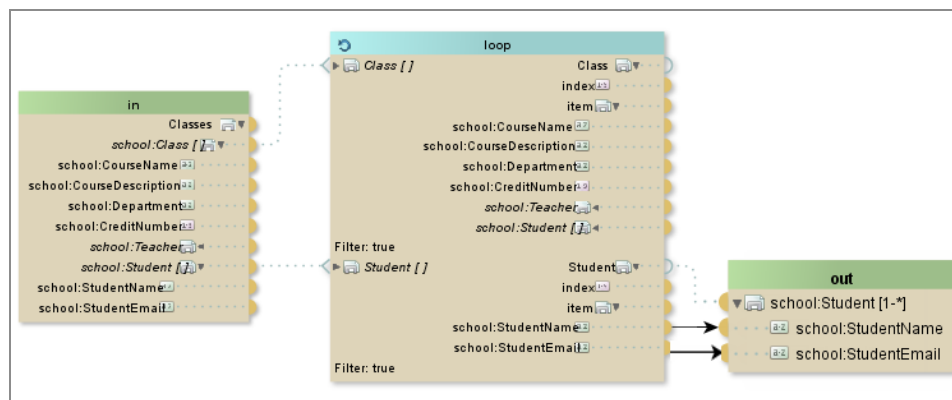 in
Classes
school:Class [ ]
school:CourseName
school:CourseDescription
school:Department
school:CreditNumber
school:Teacher
school:Student [ ]
school:StudentName
school:StudentEmail
loop
Class [ ]
Class
index
item
school:CourseName
school:CourseDescription
school:Department
school:CreditNumber
school:Teacher
school:Student [ ]
Filter: true
Student [ ]
Student
index
item
school:StudentName
school:StudentEmail
Filter: true
out
school:Student [1-*]
school:StudentName
school:StudentEmail